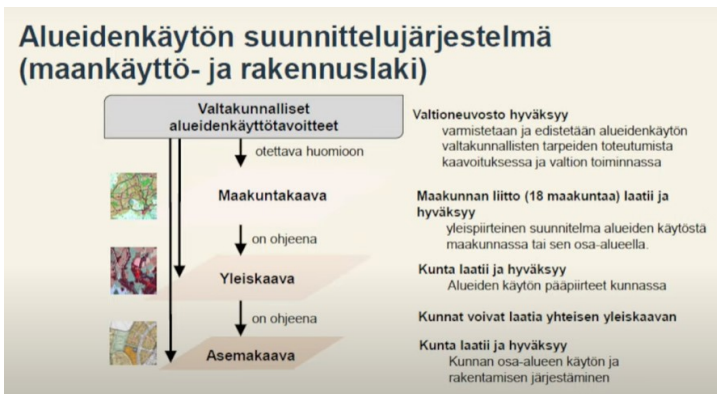 Alueidenkäytön suunnittelujärjestelmä
(maankäyttö- ja rakennuslaki)
Valtakunnalliset
alueidenkäyttötavoitteet
otettava huomioon
Maakuntakaava
on ohjeena
Yleiskaava
on ohjeena
Asemakaava
Valtioneuvosto hyväksyy
varmistetaan ja edistetään alueidenkäytön
valtakunnallisten tarpeiden toteutumista
kaavoituksessa ja valtion toiminnassa
Maakunnan liitto (18 maakuntaa) laatii ja
hyväksyy
yleispiirteinen suunnitelma alueiden käytöstä
maakunnassa tai sen osa-alueella.
Kunta laatii ja hyväksyy
Alueiden käytön pääpiirteet kunnassa
Kunnat voivat laatia yhteisen yleiskaavan
Kunta laatii ja hyväksyy
Kunnan osa-alueen käytön ja
rakentamisen järjestäminen